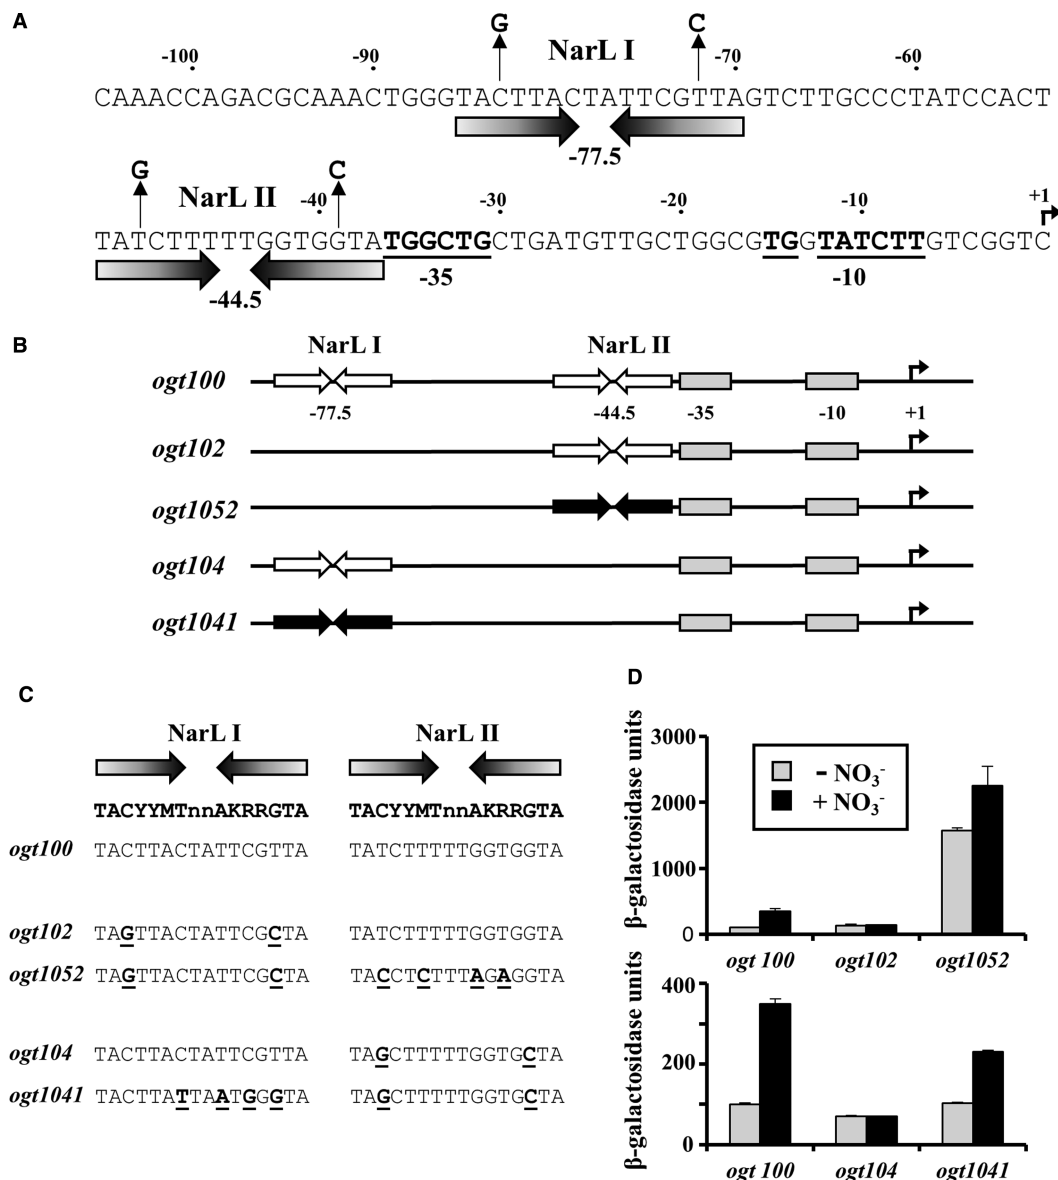 A
G C
NarL I
-100 -90 -70 -60
CAAACCAGACGCAAACTGGGTACTTACTATTCGTTAGTCTTGCCCTATCCACT
-77.5
G C
NarL II
-40 -30 -20 -10 +1
TATCTTTTTGGTGGTATGGCTGCTGATGTTGCTGGCGTGGTATCTTGTCGGTC
-44.5 -35 -10
B
NarL I NarL II
ogt100
-77.5 -44.5 -35 -10 +1
ogt102
ogt1052
ogt104
ogt1041
C
NarL I NarL II
TACYYMTnnAKRRGTA TACYYMTnnAKRRGTA
ogt100 TACTTACTATTCGTTA TATCTTTTTGGTGGTA
ogt102 TAGTTACTATTCGCTA TATCTTTTTGGTGGTA
ogt1052 TAGTTACTATTCGCTA TACCTCTTTAGAGGTA
ogt104 TACTTACTATTCGTTA TAGCTTTTTGGTGCTA
ogt1041 TACTTATTAATGGGTA TAGCTTTTTGGTGCTA
D
β-galactosidase units
3000
2000
1000
0
- NO₃⁻
+ NO₃⁻
ogt 100 ogt102 ogt1052
β-galactosidase units
400
200
0
ogt 100 ogt104 ogt1041